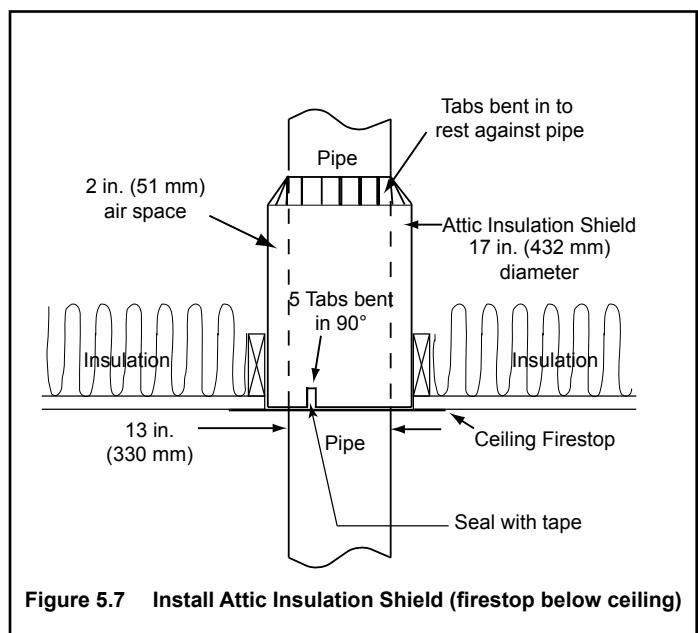 Tabs bent in to
rest against pipe
Pipe
2 in. (51 mm)
air space
Attic Insulation Shield
17 in. (432 mm)
diameter
5 Tabs bent
in 90°
Insulation
Insulation
13 in.
(330 mm)
Pipe
Ceiling Firestop
Seal with tape
Figure 5.7 Install Attic Insulation Shield (firestop below ceiling)